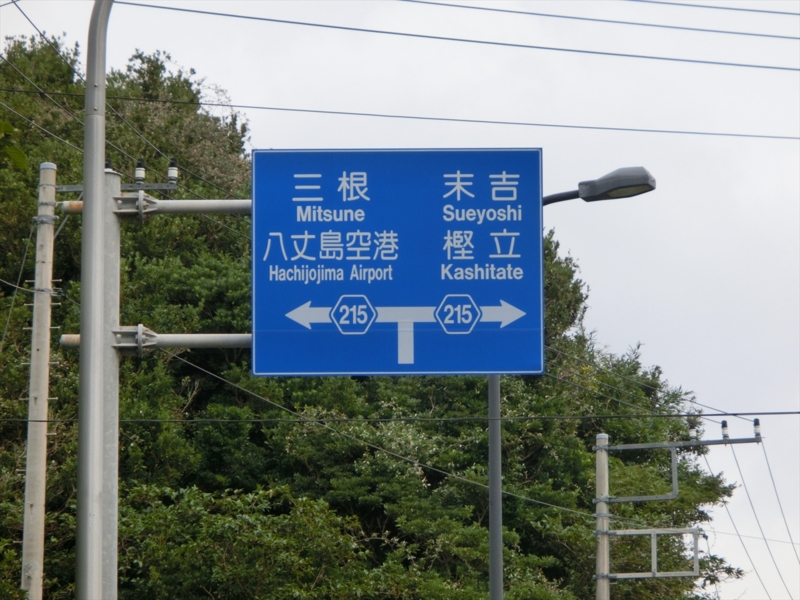 三根
Mitsune
八丈島空港
Hachijojima Airport
末吉
Sueyoshi
樫立
Kashitate
215
215